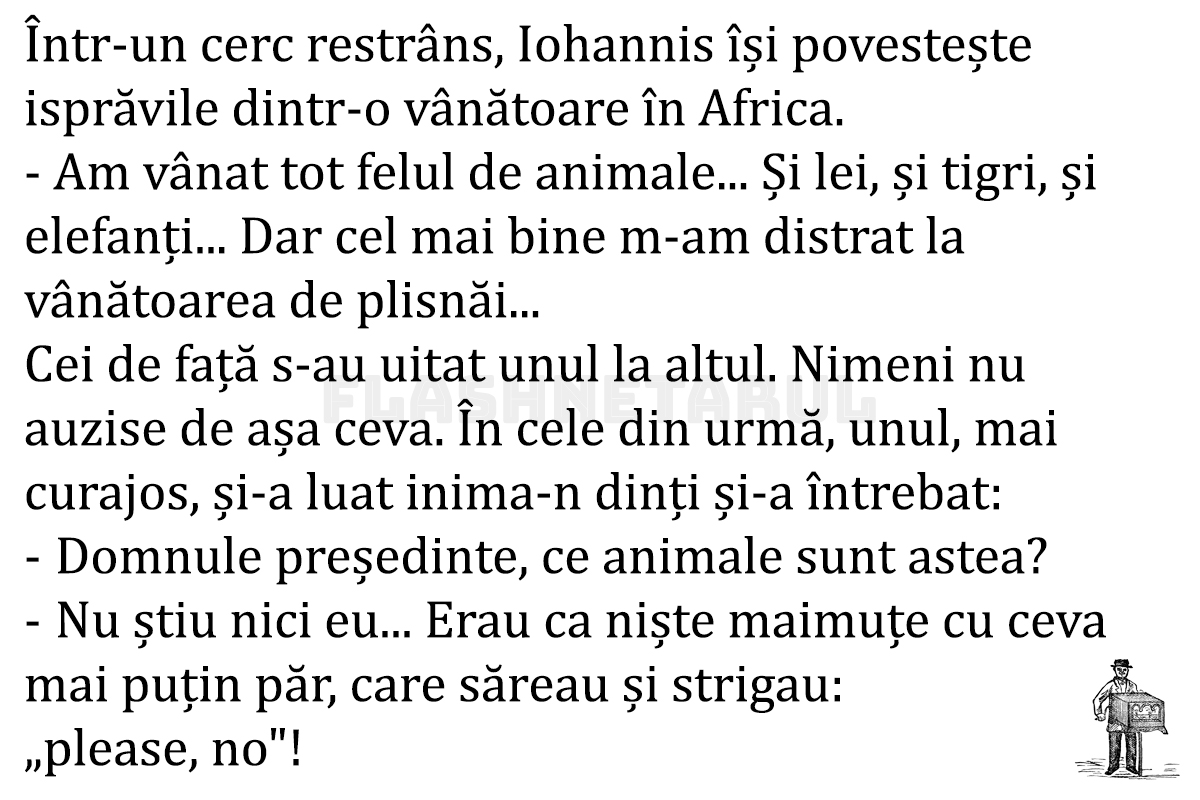 Într-un cerc restrâns, Iohannis își povestește
isprăvile dintr-o vânătoare în Africa.
- Am vânat tot felul de animale... Și lei, și tigri, și
elefanți... Dar cel mai bine m-am distrat la
vânătoarea de plisnăi...
Cei de față s-au uitat unul la altul. Nimeni nu
FLASHNETARUL
auzise de așa ceva. În cele din urmă, unul, mai
curajos, și-a luat inima-n dinți și-a întrebat:
- Domnule președinte, ce animale sunt astea?
- Nu știu nici eu... Erau ca niște maimuțe cu ceva
mai puțin păr, care săreau și strigau:
„please, no"!